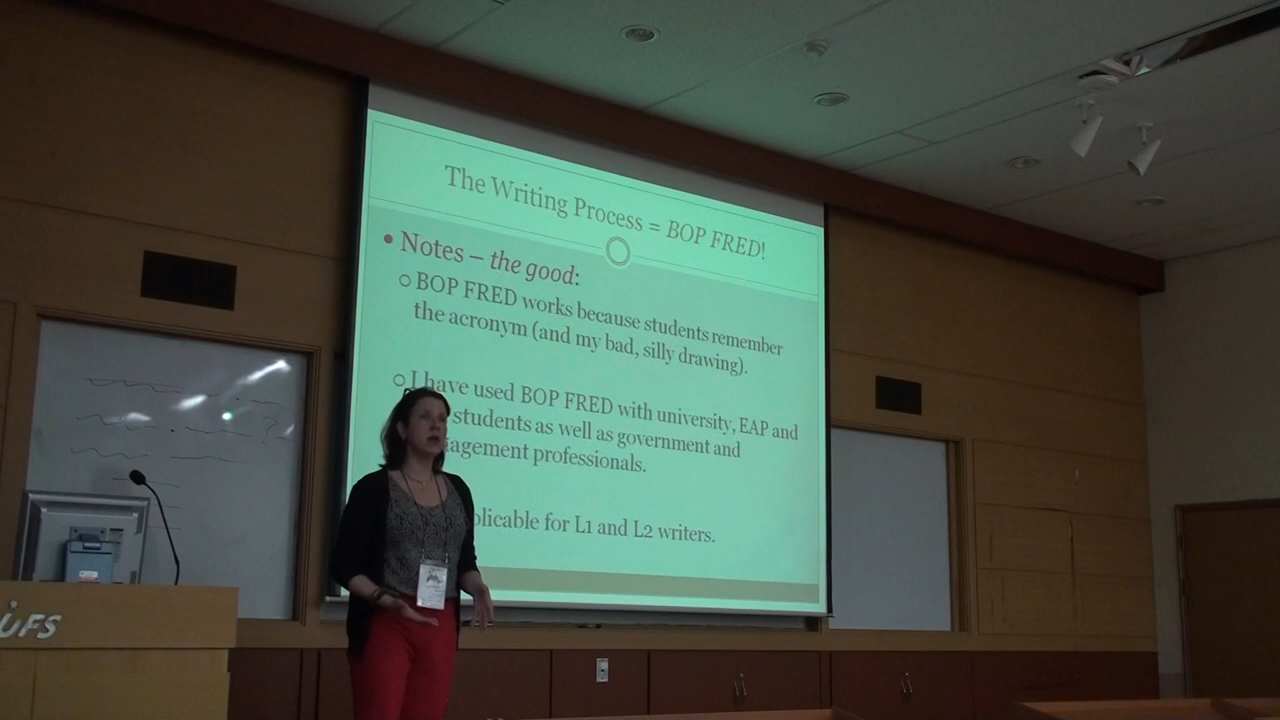 The Writing Process = BOP FRED!
• Notes – the good:
○ BOP FRED works because students remember
the acronym (and my bad, silly drawing).
○ I have used BOP FRED with university, EAP and
students as well as government and
agement professionals.
plicable for L1 and L2 writers.
UFS